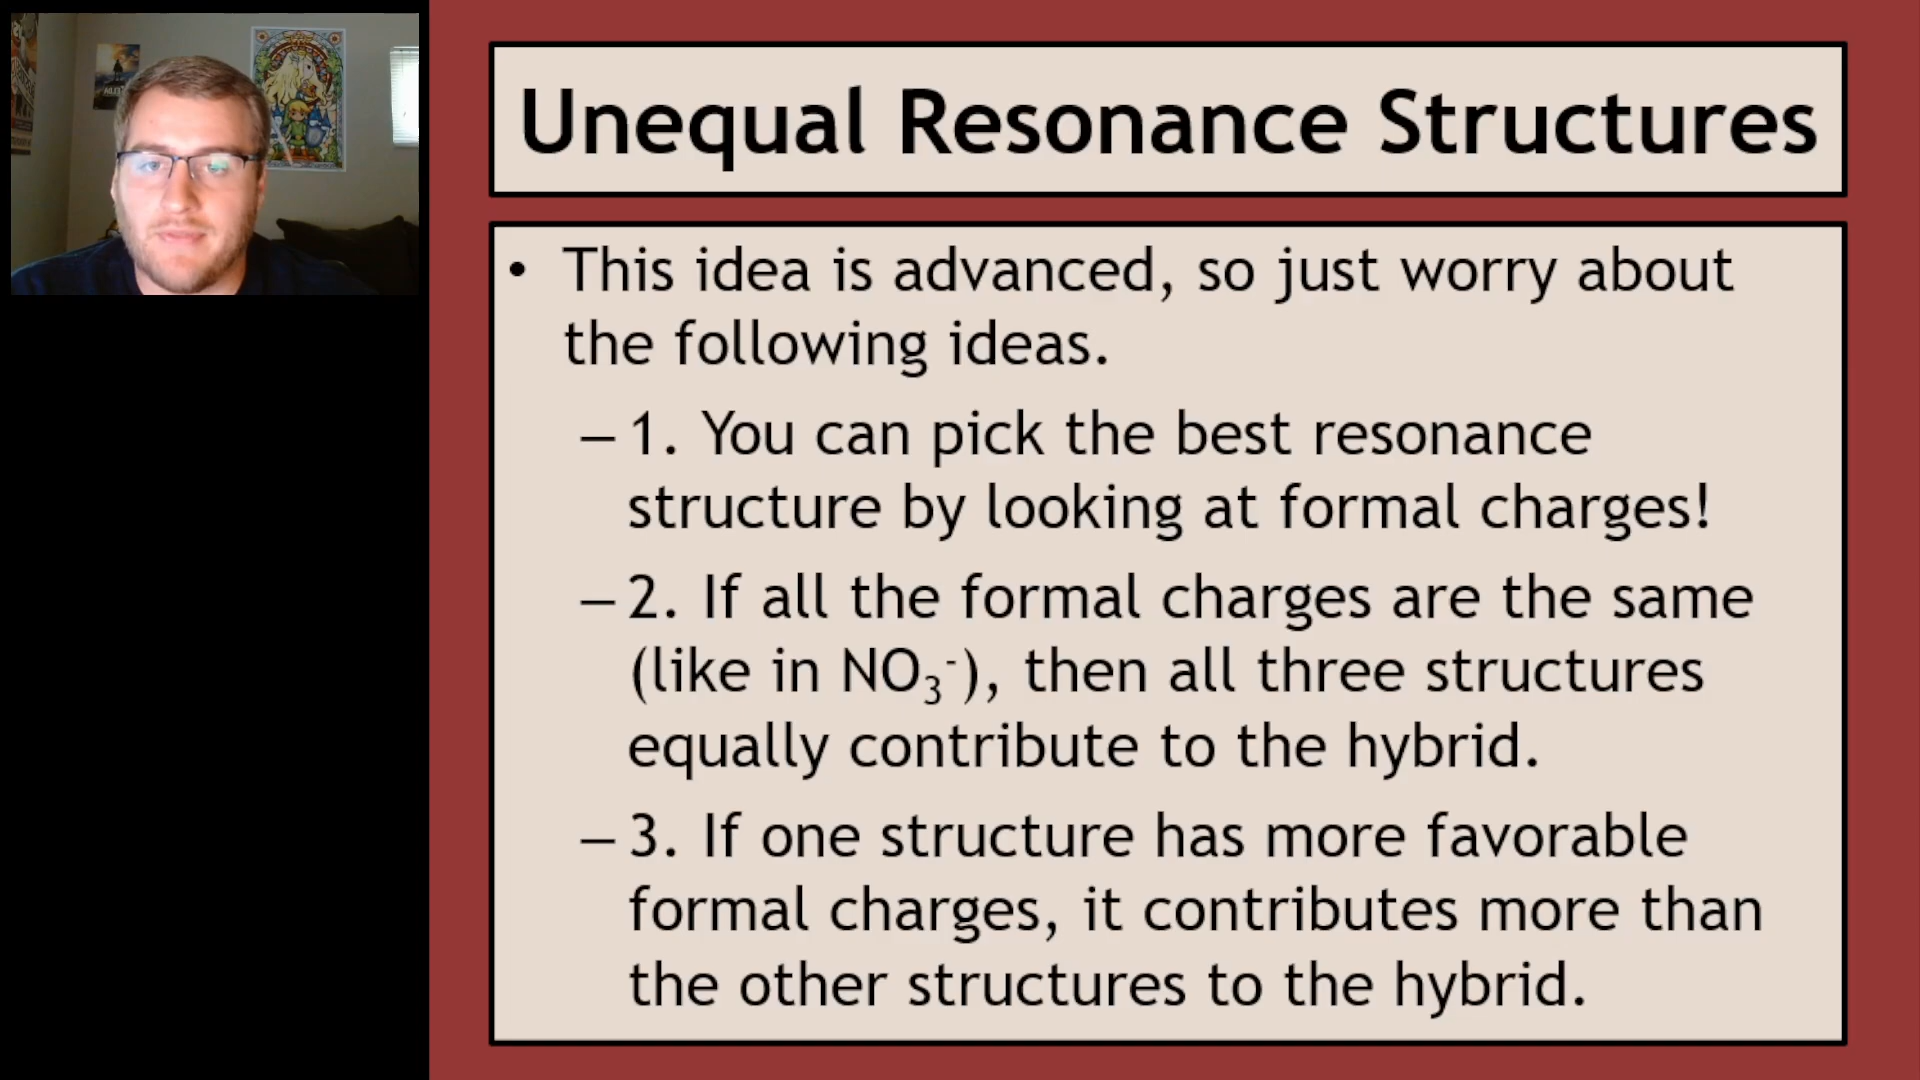 Unequal Resonance Structures
• This idea is advanced, so just worry about
the following ideas.
– 1. You can pick the best resonance
structure by looking at formal charges!
– 2. If all the formal charges are the same
(like in NO₃⁻), then all three structures
equally contribute to the hybrid.
– 3. If one structure has more favorable
formal charges, it contributes more than
the other structures to the hybrid.